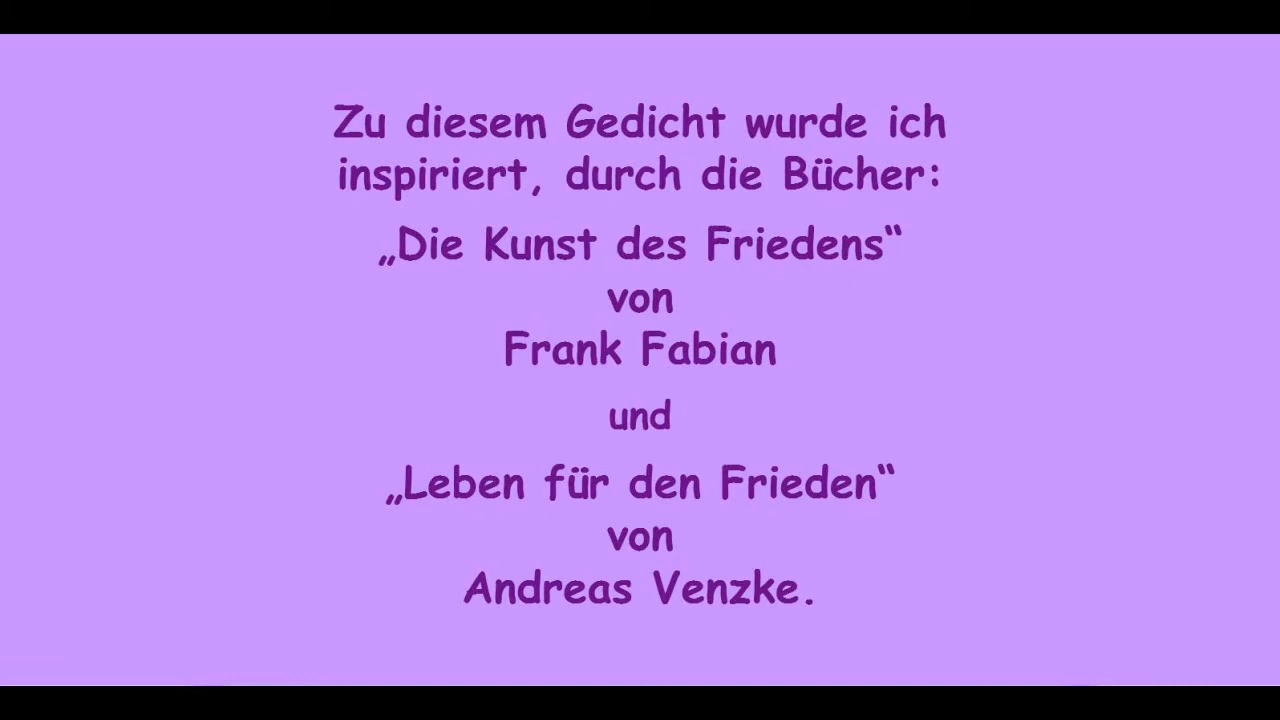 Zu diesem Gedicht wurde ich
inspiriert, durch die Bücher:
„Die Kunst des Friedens“
von
Frank Fabian
und
„Leben für den Frieden“
von
Andreas Venzke.